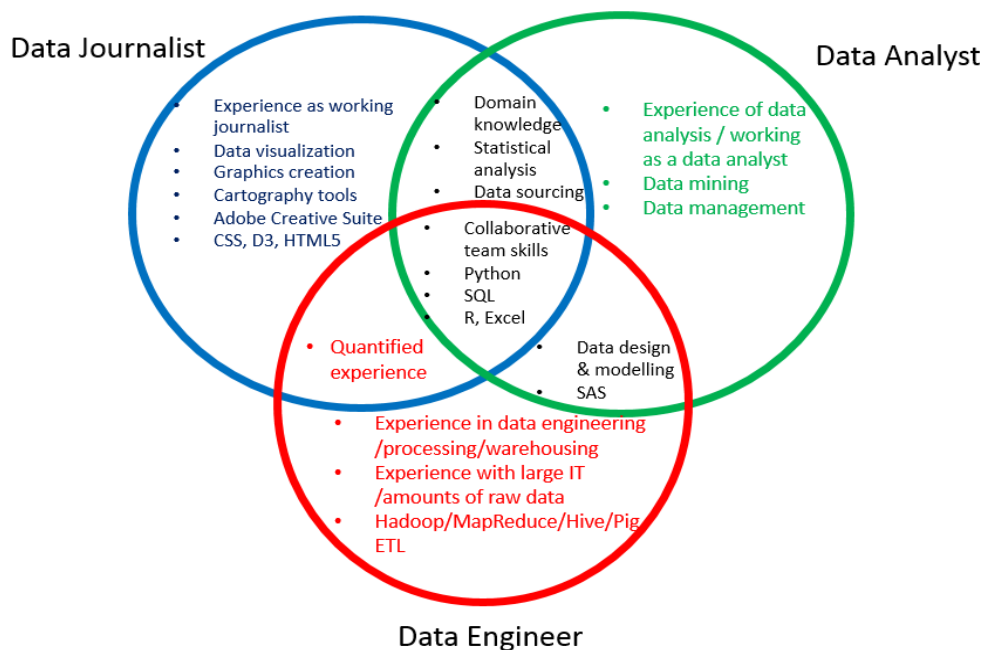 Data Journalist
Data Analyst
• Experience as working
journalist
• Data visualization
• Graphics creation
• Cartography tools
• Adobe Creative Suite
• CSS, D3, HTML5
• Domain
knowledge
• Statistical
analysis
• Data sourcing
• Experience of data
analysis / working
as a data analyst
• Data mining
• Data management
• Collaborative
team skills
• Python
• SQL
• R, Excel
• Quantified
experience
• Data design
& modelling
• SAS
• Experience in data engineering
/processing/warehousing
• Experience with large IT
/amounts of raw data
• Hadoop/MapReduce/Hive/Pig
ETL
Data Engineer